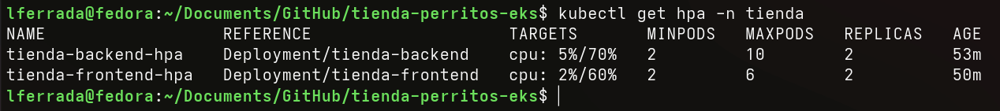 lferrada@fedora:~/Documents/GitHub/tienda-perritos-eks$ kubectl get hpa -n tienda
NAME                  REFERENCE                    TARGETS       MINPODS   MAXPODS   REPLICAS   AGE
tienda-backend-hpa    Deployment/tienda-backend    cpu: 5%/70%   2         10        2          53m
tienda-frontend-hpa   Deployment/tienda-frontend   cpu: 2%/60%   2         6         2          50m
lferrada@fedora:~/Documents/GitHub/tienda-perritos-eks$